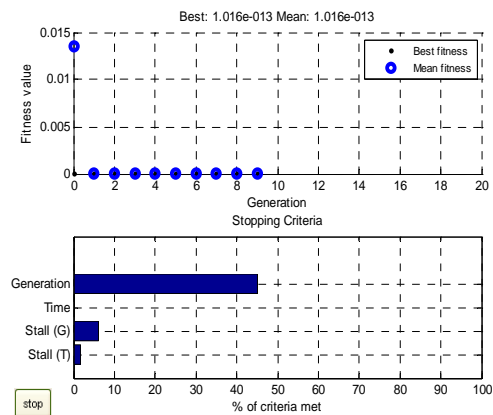 Best: 1.016e-013 Mean: 1.016e-013
0.015
0.01
0.005
0
Fitness value
Best fitness
Mean fitness
0 2 4 6 8 10 12 14 16 18 20
Generation
Stopping Criteria
Generation
Time
Stall (G)
Stall (T)
0 10 20 30 40 50 60 70 80 90 100
% of criteria met
stop